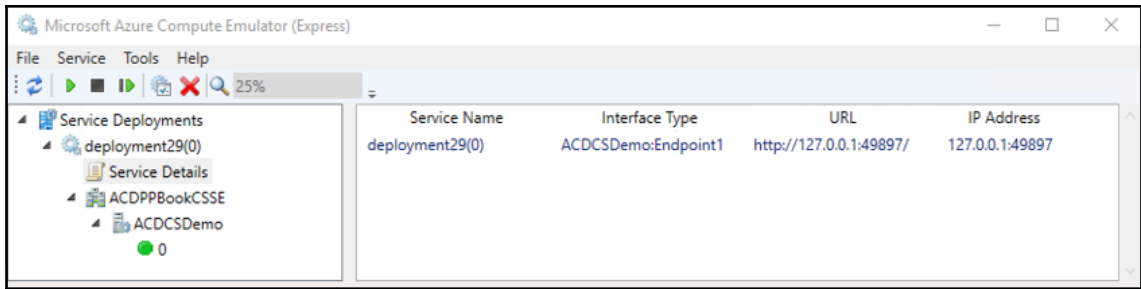 Microsoft Azure Compute Emulator (Express)
File Service Tools Help
25%
Service Deployments
deployment29(0)
Service Details
ACDPPBookCSSE
ACDCSDemo
0
Service Name Interface Type URL IP Address
deployment29(0) ACDCSDemo:Endpoint1 http://127.0.0.1:49897/ 127.0.0.1:49897